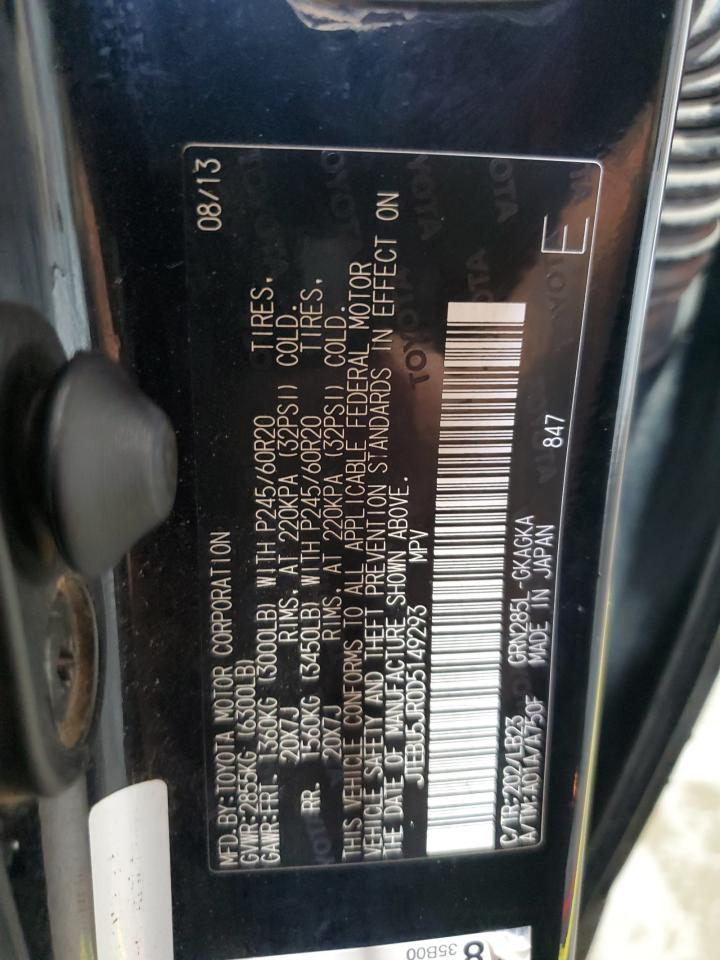 08/13
MFD. BY: TOYOTA MOTOR CORPORATION
GVWR: 2855KG (6300LB)
GAWR: FRT. 1360KG (3000LB) WITH P245/60R20 TIRES,
20X7J RIMS, AT 220KPA (32PSI) COLD.
RR. 1560KG (3450LB) WITH P245/60R20 TIRES,
20X7J RIMS, AT 220KPA (32PSI) COLD.
THIS VEHICLE CONFORMS TO ALL APPLICABLE FEDERAL MOTOR
VEHICLE SAFETY AND THEFT PREVENTION STANDARDS IN EFFECT ON
THE DATE OF MANUFACTURE SHOWN ABOVE.
JTEBU5JR0D5149293 MPV
C/TR: 202/LB23 GRN285L-GKAGKA 847
A/TM: A01A/A750F MADE IN JAPAN E
TOYOTA
8
35B00